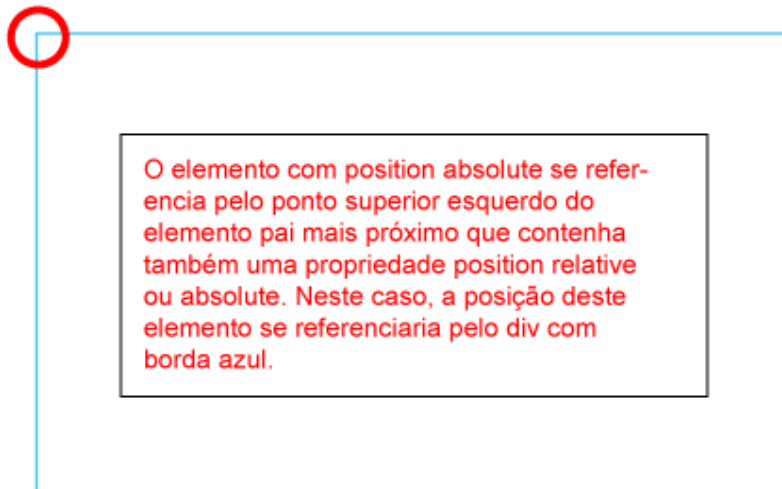 O elemento com position absolute se refer-
encia pelo ponto superior esquerdo do
elemento pai mais próximo que contenha
também uma propriedade position relative
ou absolute. Neste caso, a posição deste
elemento se referenciaria pelo div com
borda azul.